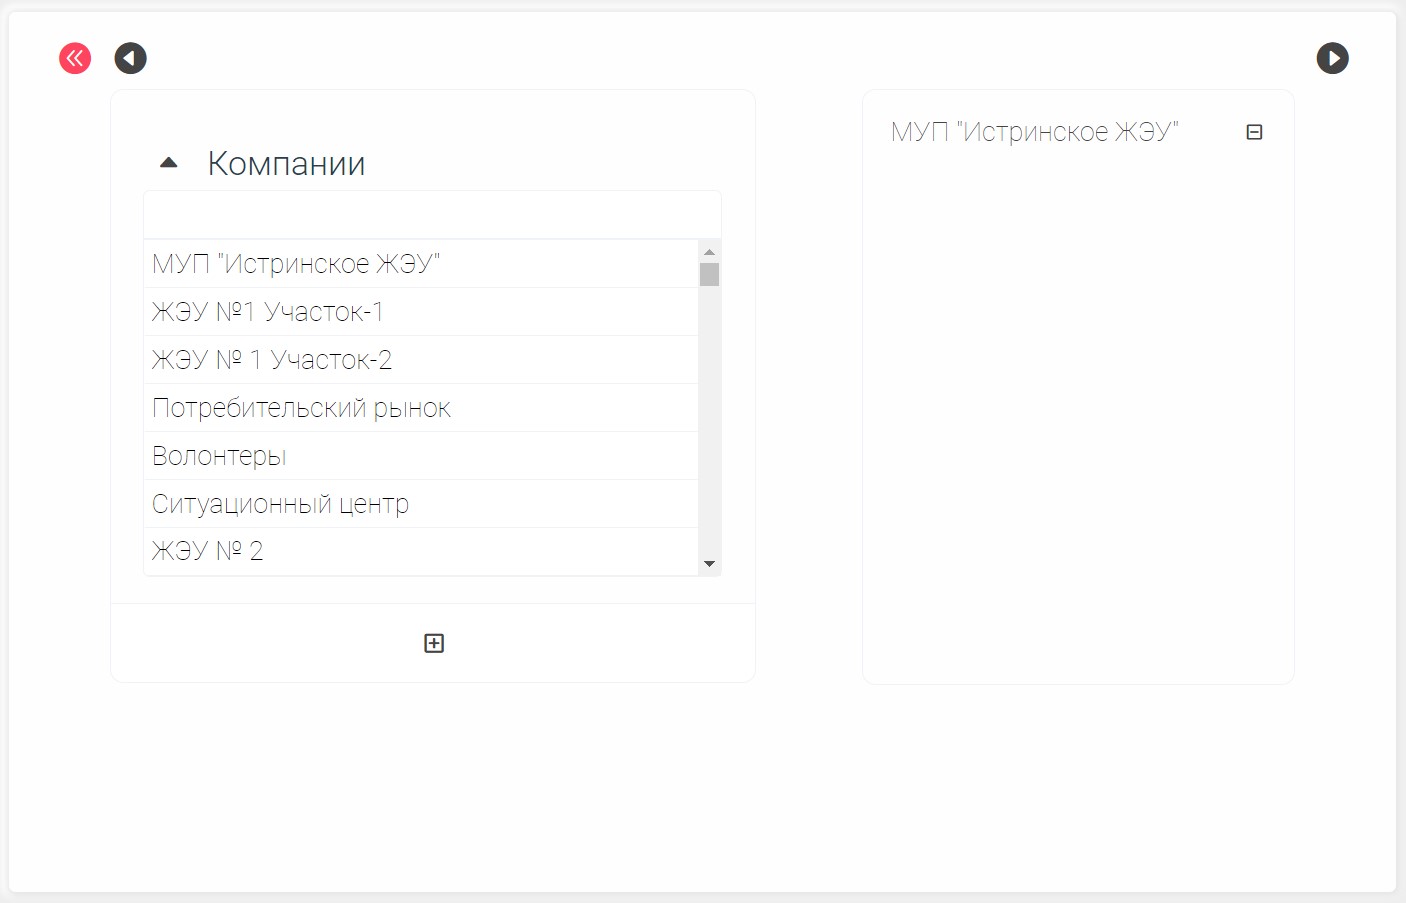 Компании
МУП "Истринское ЖЭУ"
ЖЭУ №1 Участок-1
ЖЭУ № 1 Участок-2
Потребительский рынок
Волонтеры
Ситуационный центр
ЖЭУ № 2
МУП "Истринское ЖЭУ"